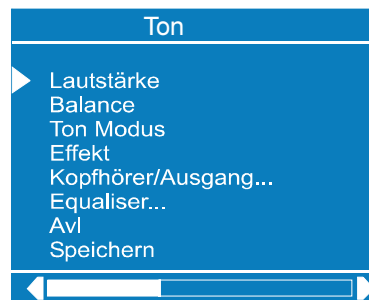 Ton
Lautstärke
Balance
Ton Modus
Effekt
Kopfhörer/Ausgang...
Equaliser...
Avl
Speichern